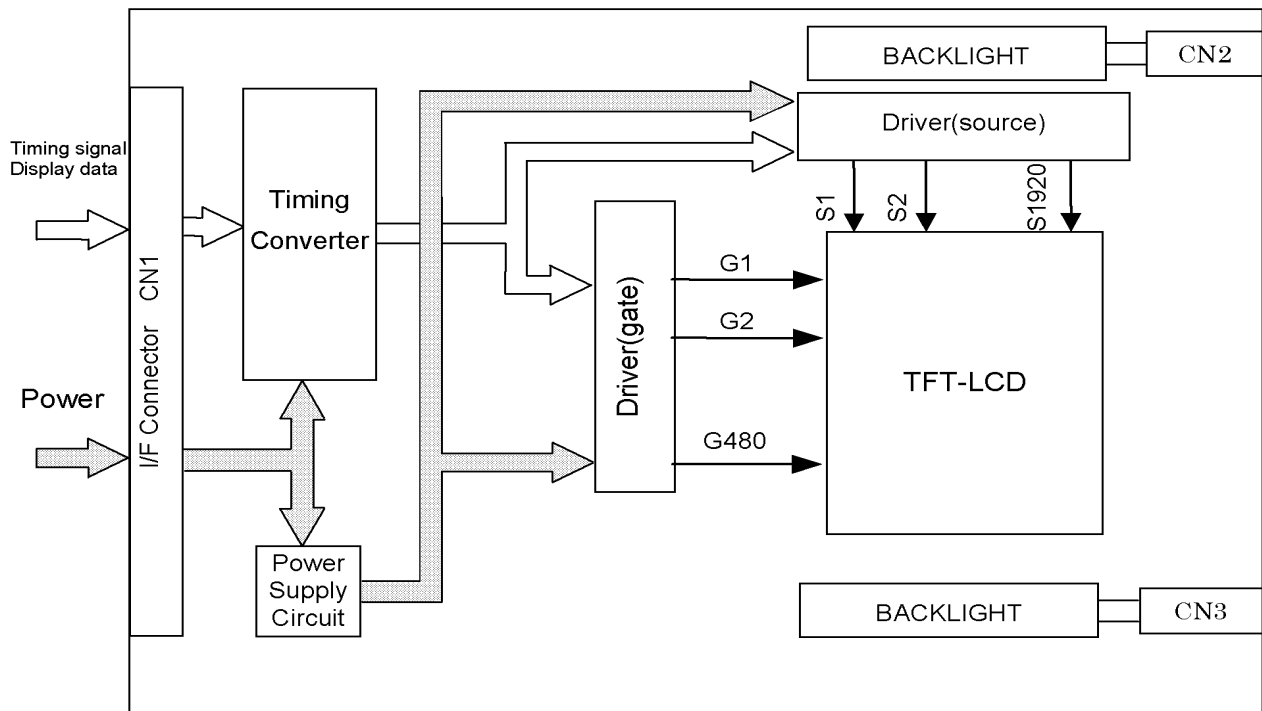 BACKLIGHT
CN2
Driver(source)
Timing signal
Display data
Timing
Converter
S1
S2
S1920
I/F Connector CN1
G1
G2
Driver(gate)
TFT-LCD
Power
G480
Power
Supply
Circuit
BACKLIGHT
CN3